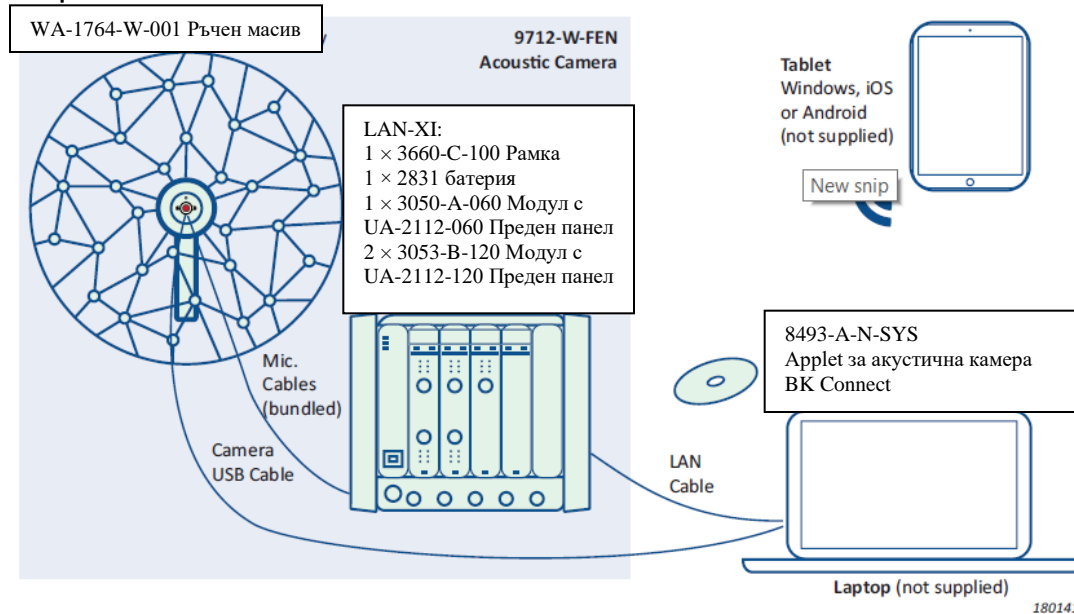 WA-1764-W-001 Ръчен масив
9712-W-FEN
Acoustic Camera
LAN-XI:
1 × 3660-C-100 Рамка
1 × 2831 батерия
1 × 3050-A-060 Модул с
UA-2112-060 Преден панел
2 × 3053-B-120 Модул с
UA-2112-120 Преден панел
Tablet
Windows, iOS
or Android
(not supplied)
New snip
8493-A-N-SYS
Applet за акустична камера
BK Connect
Mic.
Cables
(bundled)
Camera
USB Cable
LAN
Cable
Laptop (not supplied)